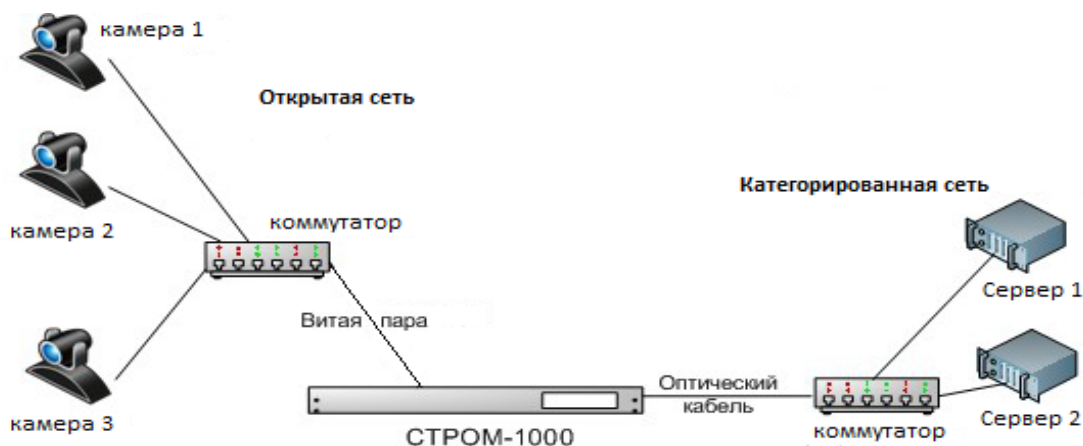 камера 1
Открытая сеть
Категорированная сеть
камера 2
коммутатор
Сервер 1
Витая пара
Оптический
кабель
камера 3
СТРОМ-1000
коммутатор
Сервер 2